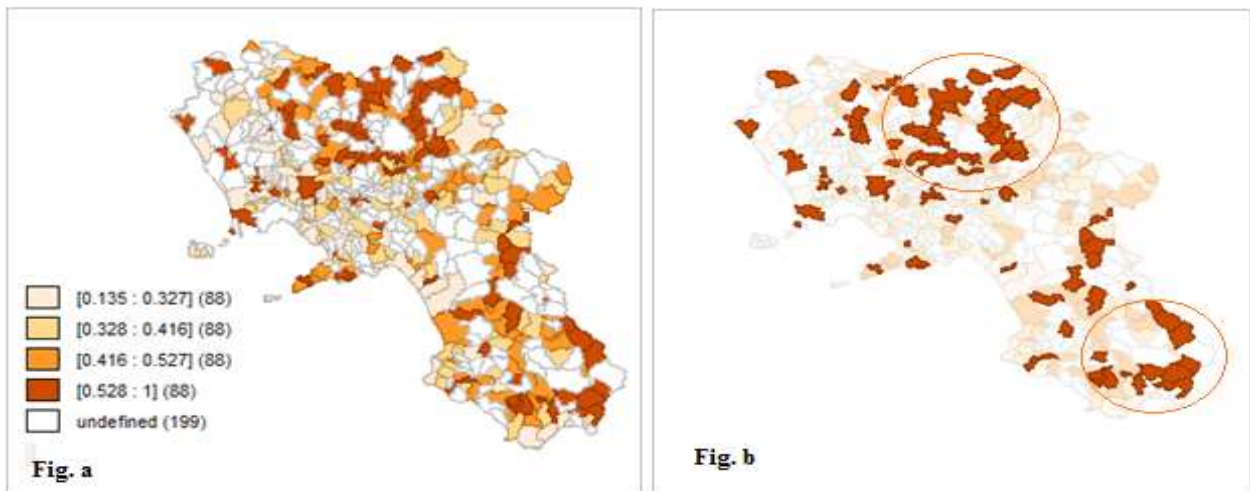 [0.135 : 0.327] (88)
[0.328 : 0.416] (88)
[0.416 : 0.527] (88)
[0.528 : 1] (88)
undefined (199)
Fig. a
Fig. b